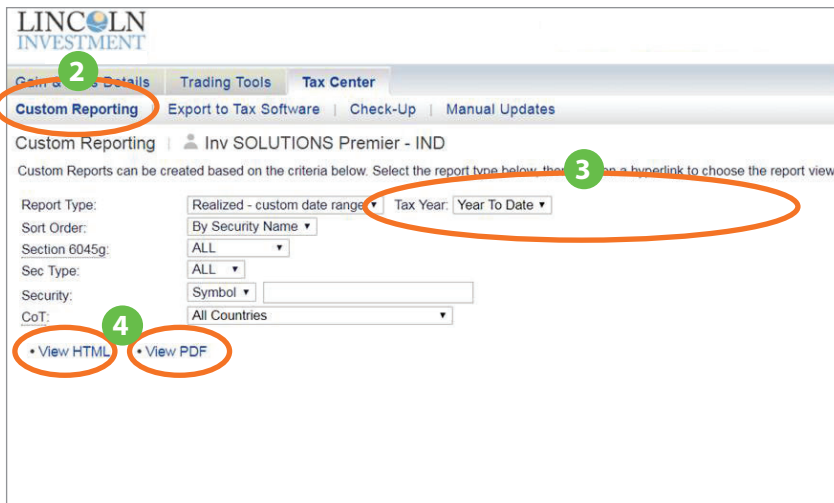 LINCOLN
INVESTMENT
2
Gain & Details Trading Tools Tax Center
Custom Reporting | Export to Tax Software | Check-Up | Manual Updates
Custom Reporting | Inv SOLUTIONS Premier - IND
3
Custom Reports can be created based on the criteria below. Select the report type below, on a hyperlink to choose the report view
Report Type: Realized - custom date range Tax Year: Year To Date
Sort Order: By Security Name
Section 6045g: ALL
Sec Type: ALL
Security: Symbol
CoT: All Countries
4
• View HTML • View PDF